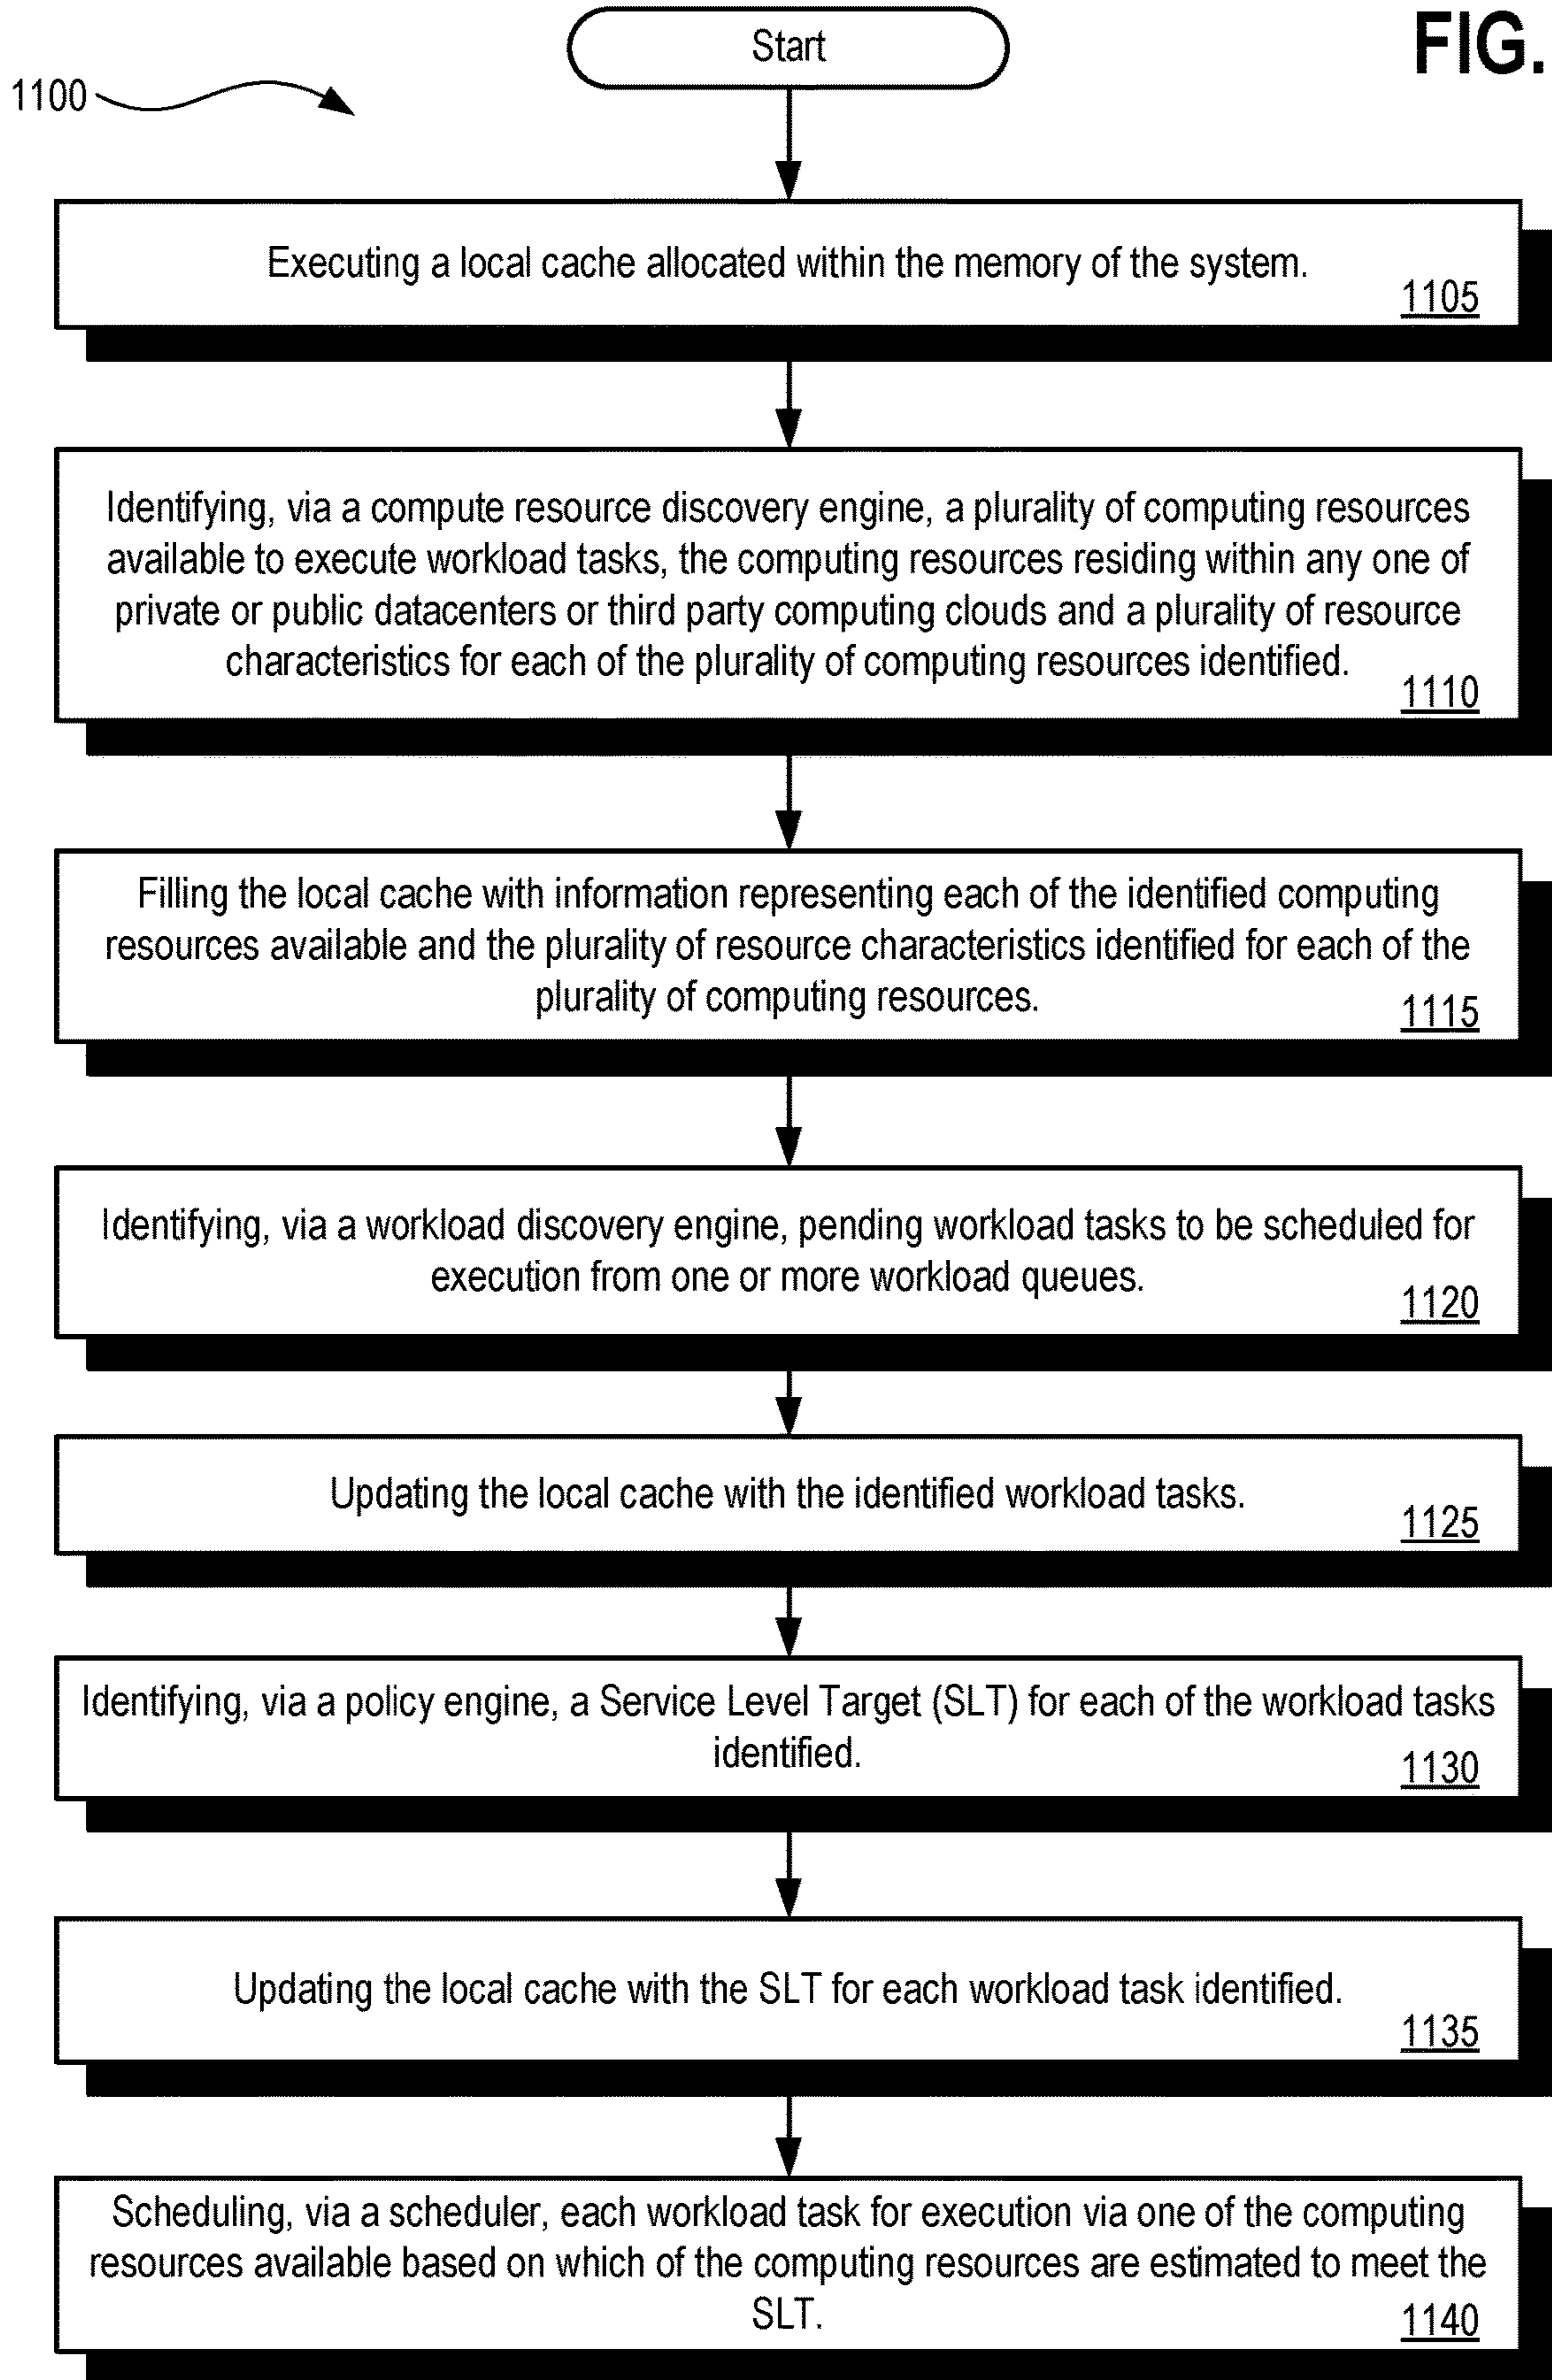 Start
FIG.
1100
Executing a local cache allocated within the memory of the system.
1105
Identifying, via a compute resource discovery engine, a plurality of computing resources
available to execute workload tasks, the computing resources residing within any one of
private or public datacenters or third party computing clouds and a plurality of resource
characteristics for each of the plurality of computing resources identified.
1110
Filling the local cache with information representing each of the identified computing
resources available and the plurality of resource characteristics identified for each of the
plurality of computing resources.
1115
Identifying, via a workload discovery engine, pending workload tasks to be scheduled for
execution from one or more workload queues.
1120
Updating the local cache with the identified workload tasks.
1125
Identifying, via a policy engine, a Service Level Target (SLT) for each of the workload tasks
identified.
1130
Updating the local cache with the SLT for each workload task identified.
1135
Scheduling, via a scheduler, each workload task for execution via one of the computing
resources available based on which of the computing resources are estimated to meet the
SLT.
1140